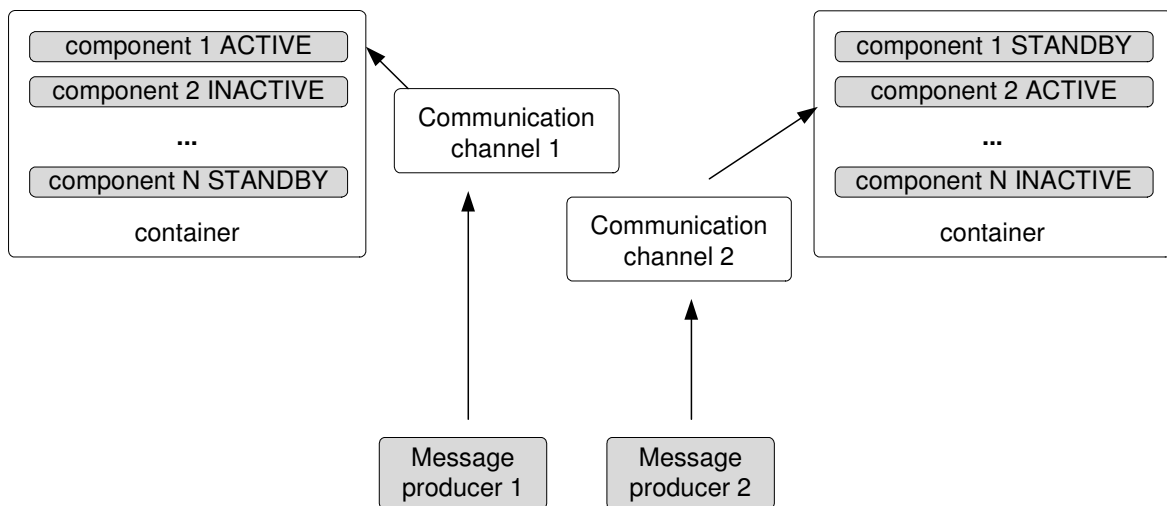 component 1 ACTIVE
component 2 INACTIVE
...
component N STANDBY
container
Communication
channel 1
Communication
channel 2
component 1 STANDBY
component 2 ACTIVE
...
component N INACTIVE
container
Message
producer 1
Message
producer 2